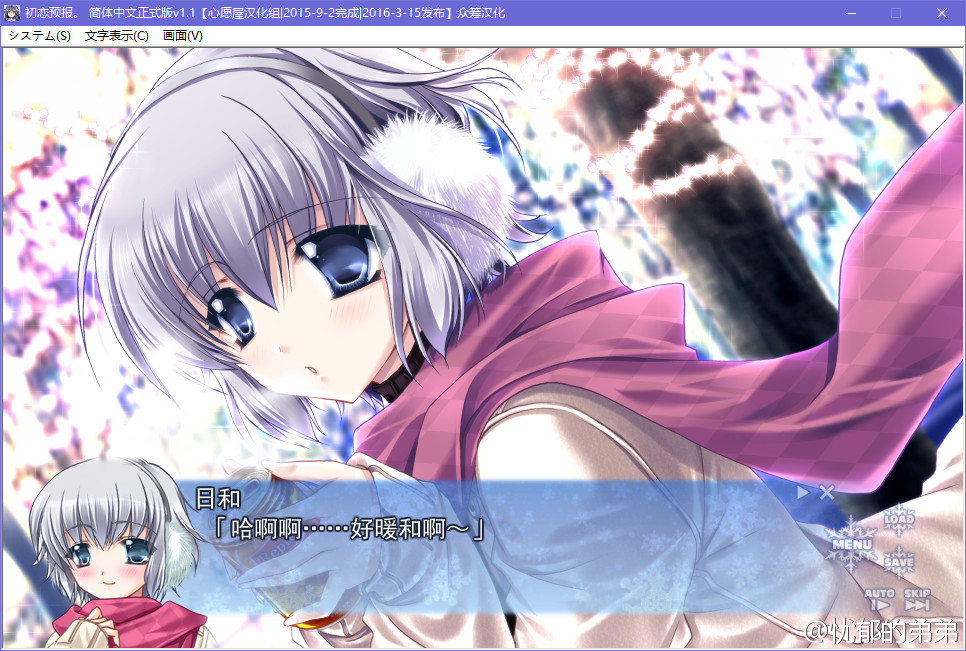 初恋予报。 简体中文正式版v1.1【心愿屋汉化组|2015-9-2完成|2016-3-15发布】众筹汉化
システム(S) 文字表示(C) 画面(V)
日和
「哈啊啊……好暖和啊～」
LOAD
MENU
SAVE
AUTO SKIP
@忧郁的弟弟